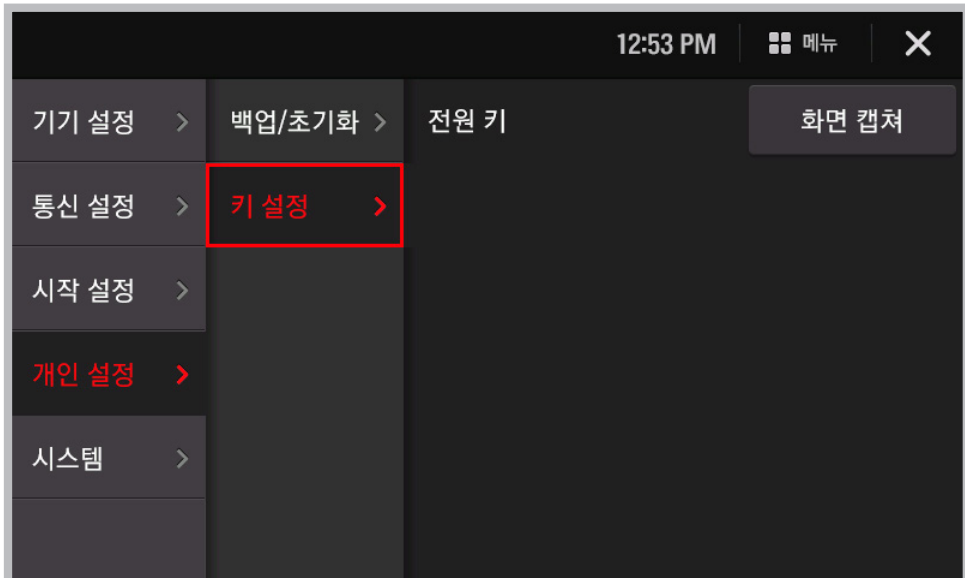 12:53 PM 메뉴
기기 설정 백업/초기화 전원 키 화면 캡쳐
통신 설정 키 설정
시작 설정
개인 설정
시스템